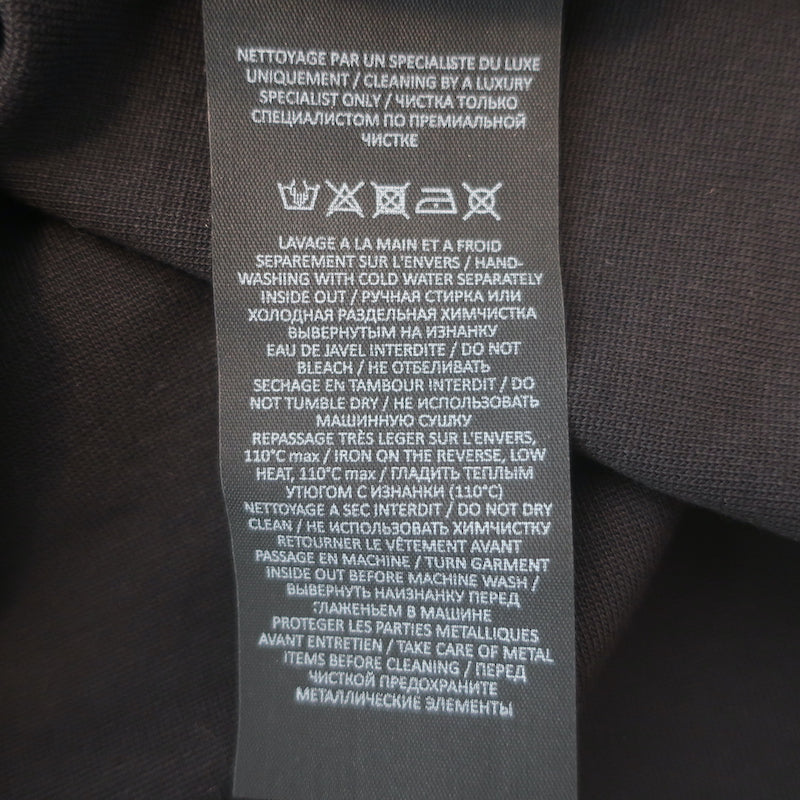 NETTOYAGE PAR UN SPECIALISTE DU LUXE
UNIQUEMENT / CLEANING BY A LUXURY
SPECIALIST ONLY / ЧИСТКА ТОЛЬКО
СПЕЦИАЛИСТОМ ПО ПРЕМИАЛЬНОЙ
ЧИСТКЕ
LAVAGE A LA MAIN ET A FROID
SEPAREMENT SUR L'ENVERS / HAND-
WASHING WITH COLD WATER SEPARATELY
INSIDE OUT / РУЧНАЯ СТИРКА ИЛИ
ХОЛОДНАЯ РАЗДЕЛЬНАЯ ХИМЧИСТКА
ВЫВЕРНУТЫМ НА ИЗНАНКУ
EAU DE JAVEL INTERDITE / DO NOT
BLEACH / НЕ ОТБЕЛИВАТЬ
SECHAGE EN TAMBOUR INTERDIT / DO
NOT TUMBLE DRY / НЕ ИСПОЛЬЗОВАТЬ
МАШИННУЮ СУШКУ
REPASSAGE TRÈS LEGER SUR L'ENVERS,
110°C max / IRON ON THE REVERSE, LOW
HEAT, 110°C max / ГЛАДИТЬ ТЕПЛЫМ
УТЮГОМ С ИЗНАНКИ (110°C)
NETTOYAGE A SEC INTERDIT / DO NOT DRY
CLEAN / НЕ ИСПОЛЬЗОВАТЬ ХИМЧИСТКУ
RETOURNER LE VÊTEMENT AVANT
PASSAGE EN MACHINE / TURN GARMENT
INSIDE OUT BEFORE MACHINE WASH /
ВЫВЕРНУТЬ НАИЗНАНКУ ПЕРЕД
ГЛАЖЕНЬЕМ В МАШИНЕ
PROTEGER LES PARTIES METALLIQUES
AVANT ENTRETIEN / TAKE CARE OF METAL
ITEMS BEFORE CLEANING / ПЕРЕД
ЧИСТКОЙ ПРЕДОХРАНИТЕ
МЕТАЛЛИЧЕСКИЕ ЭЛЕМЕНТЫ